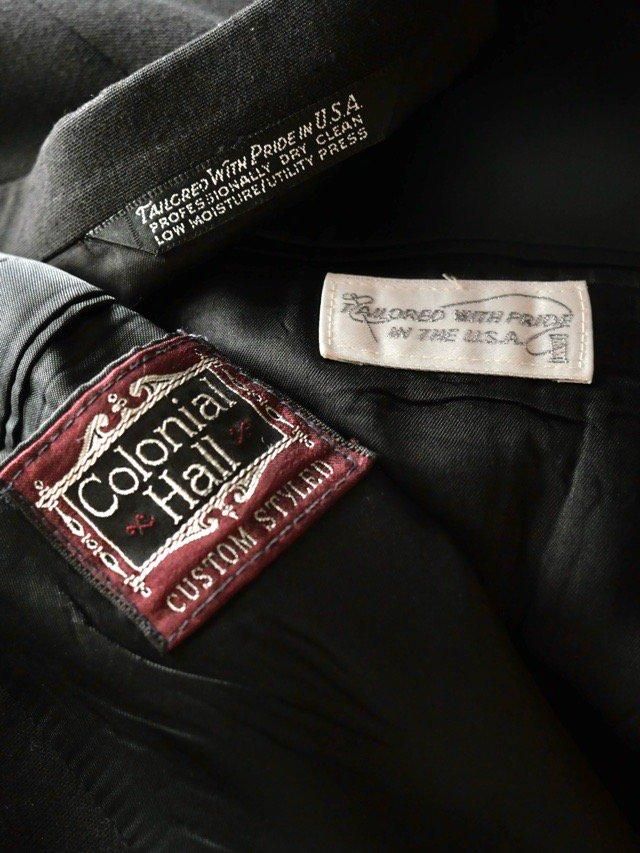 TAILORED WITH PRIDE IN U.S.A.
PROFESSIONALLY DRY CLEAN
LOW MOISTURE/UTILITY PRESS
TAILORED WITH PRIDE
IN THE U.S.A.
Colonial
Hall
CUSTOM STYLED